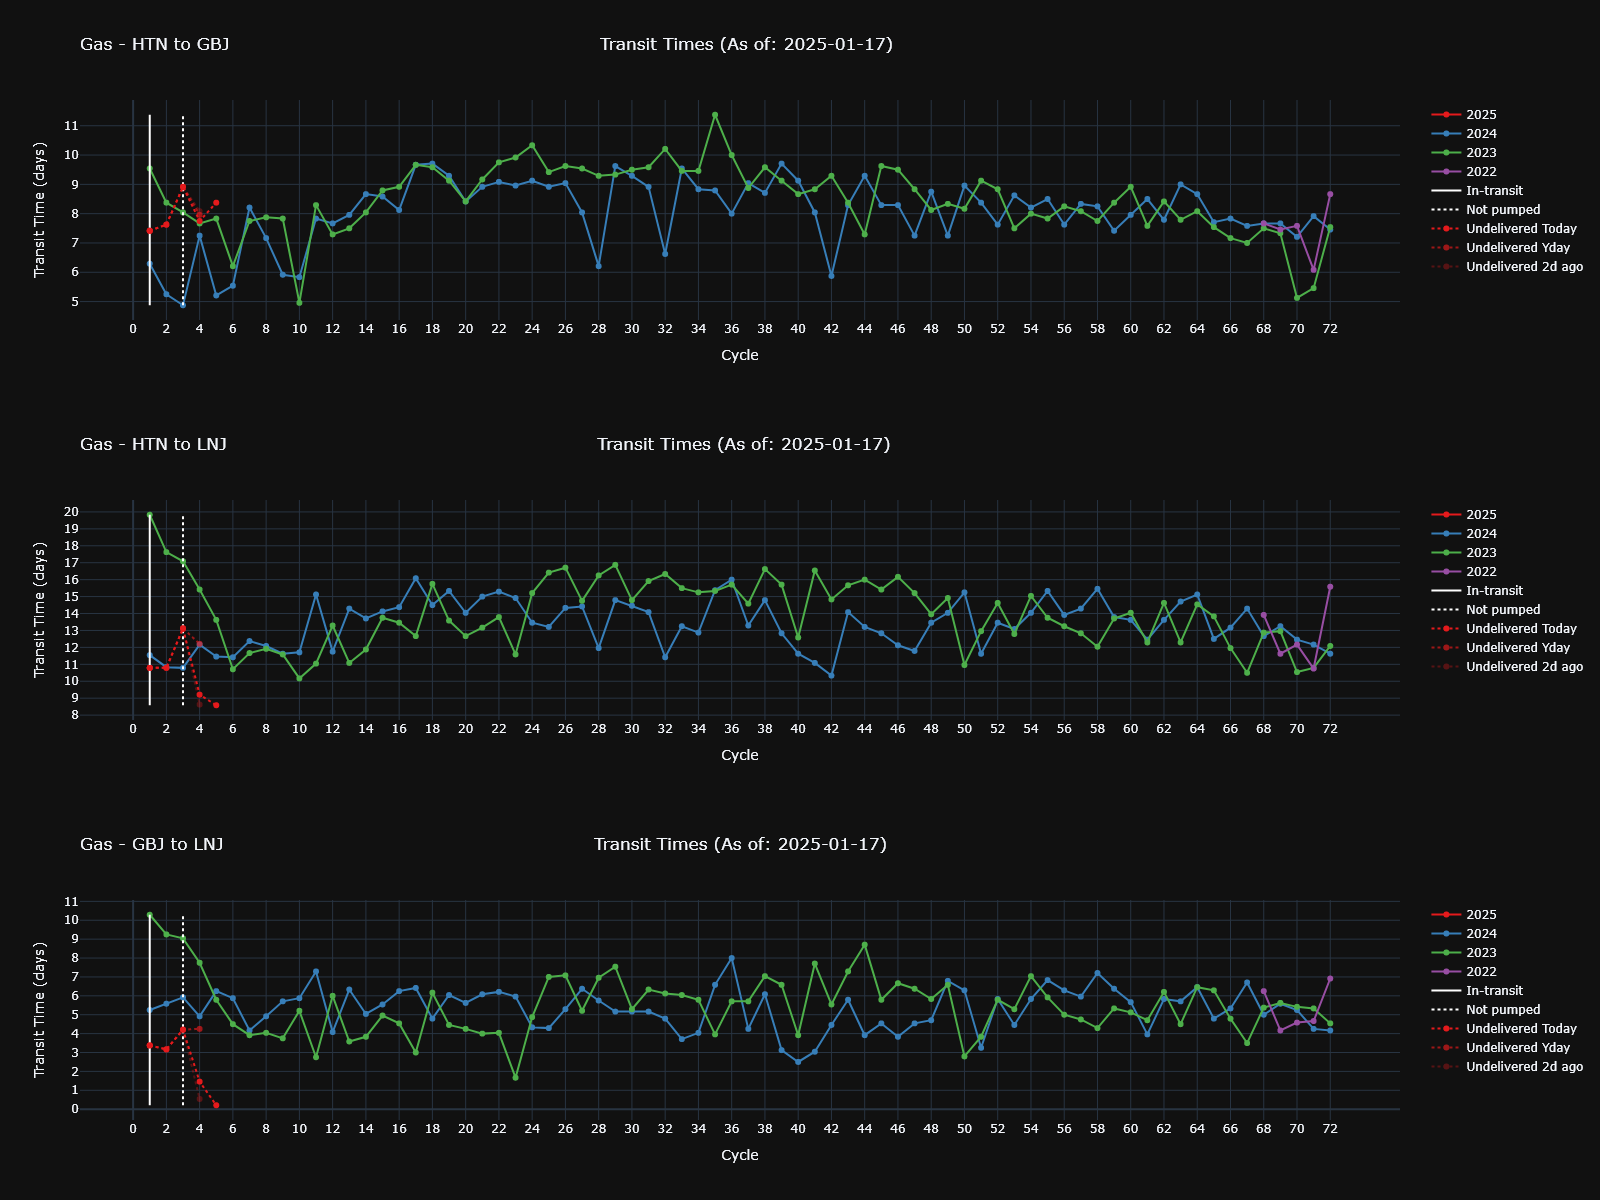 Gas - HTN to GBJ
Transit Times (As of: 2025-01-17)
Transit Time (days)
11
10
9
8
7
6
5
0 2 4 6 8 10 12 14 16 18 20 22 24 26 28 30 32 34 36 38 40 42 44 46 48 50 52 54 56 58 60 62 64 66 68 70 72
Cycle
2025
2024
2023
2022
In-transit
Not pumped
Undelivered Today
Undelivered Yday
Undelivered 2d ago
Gas - HTN to LNJ
Transit Times (As of: 2025-01-17)
Transit Time (days)
20
19
18
17
16
15
14
13
12
11
10
9
8
0 2 4 6 8 10 12 14 16 18 20 22 24 26 28 30 32 34 36 38 40 42 44 46 48 50 52 54 56 58 60 62 64 66 68 70 72
Cycle
2025
2024
2023
2022
In-transit
Not pumped
Undelivered Today
Undelivered Yday
Undelivered 2d ago
Gas - GBJ to LNJ
Transit Times (As of: 2025-01-17)
Transit Time (days)
11
10
9
8
7
6
5
4
3
2
1
0
0 2 4 6 8 10 12 14 16 18 20 22 24 26 28 30 32 34 36 38 40 42 44 46 48 50 52 54 56 58 60 62 64 66 68 70 72
Cycle
2025
2024
2023
2022
In-transit
Not pumped
Undelivered Today
Undelivered Yday
Undelivered 2d ago